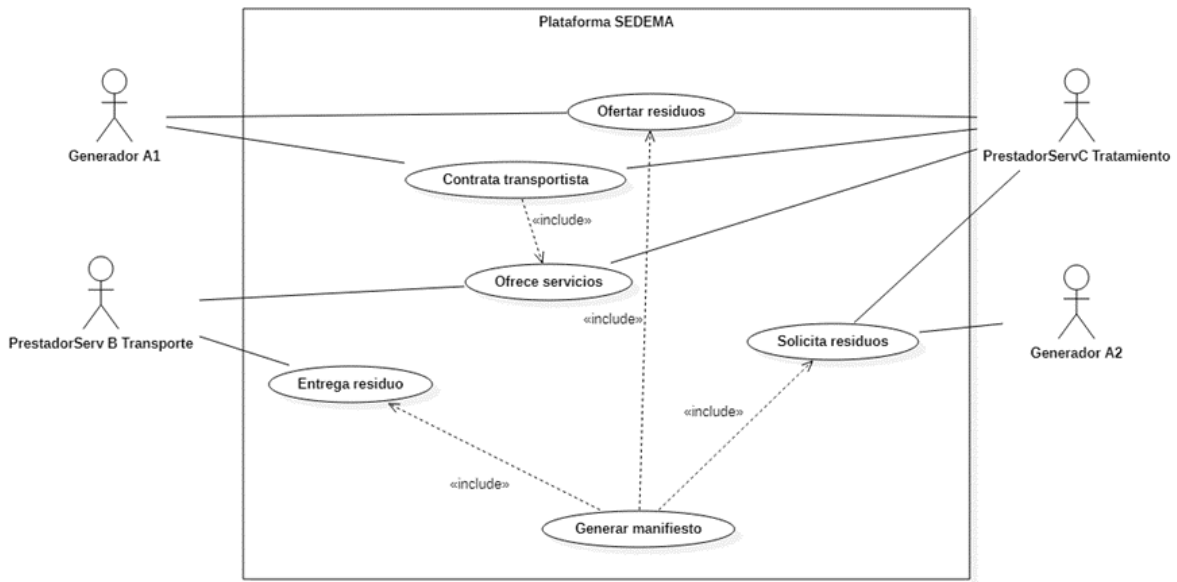 Plataforma SEDEMA
Ofertar residuos
Generador A1
PrestadorServC Tratamiento
Contrata transportista
«include»
Ofrece servicios
«include»
PrestadorServ B Transporte
Solicita residuos
Generador A2
Entrega residuo
«include»
«include»
Generar manifiesto